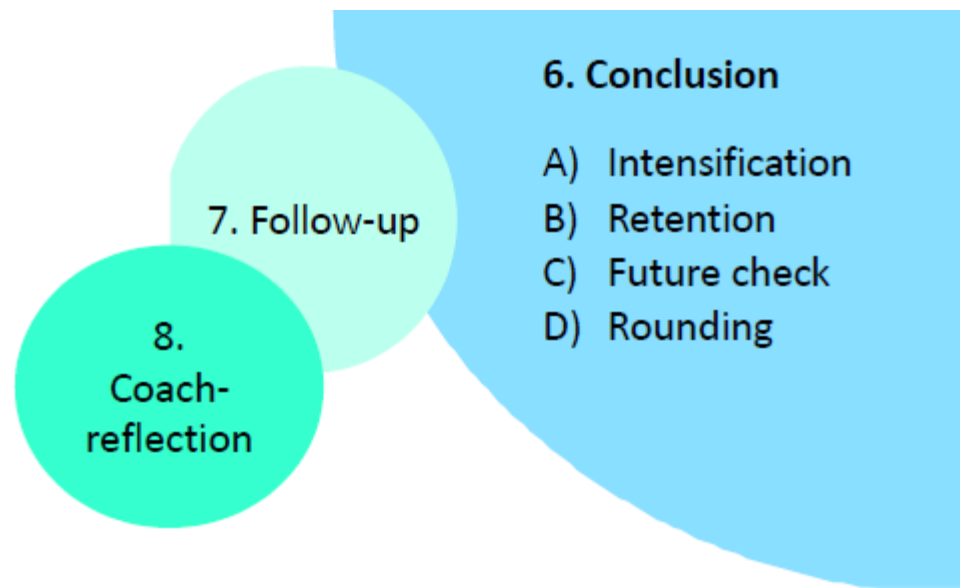 6. Conclusion
A) Intensification
B) Retention
C) Future check
D) Rounding
7. Follow-up
8.
Coach-
reflection